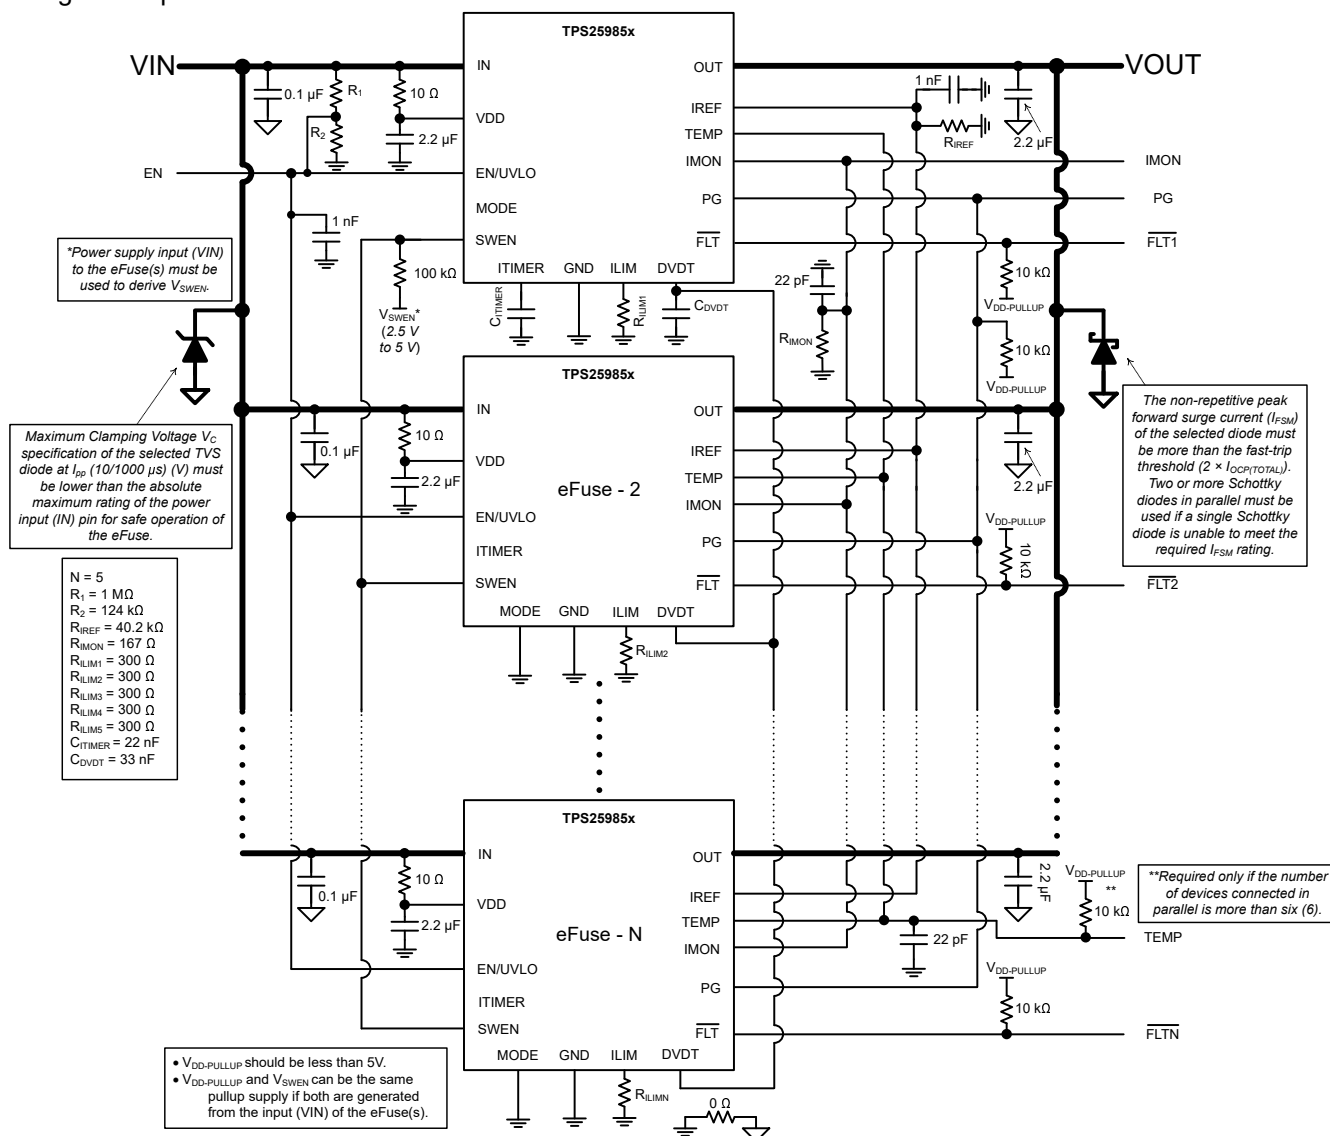 TPS25985x
VIN
IN
OUT
VOUT
0.1 µF
R1
10 Ω
1 nF
IREF
VDD
TEMP
R2
2.2 µF
RIREF
2.2 µF
IMON
IMON
EN
EN/UVLO
PG
PG
MODE
1 nF
SWEN
FLT
FLT1
*Power supply input (VIN)
to the eFuse(s) must be
used to derive VSWEN.
100 kΩ
ITIMER
GND
ILIM
DVDT
22 pF
10 kΩ
VDD-PULLUP
CITIMER
RILIM1
CDVDT
VSWEN*
(2.5 V
to 5 V)
RIMON
10 kΩ
VDD-PULLUP
TPS25985x
IN
OUT
0.1 µF
10 Ω
IREF
VDD
TEMP
2.2 µF
eFuse - 2
2.2 µF
IMON
EN/UVLO
PG
VDD-PULLUP
10 kΩ
ITIMER
SWEN
FLT
FLT2
MODE
GND
ILIM
DVDT
RILIM2
Maximum Clamping Voltage VC
specification of the selected TVS
diode at Ipp (10/1000 µs) (V) must
be lower than the absolute
maximum rating of the power
input (IN) pin for safe operation of
the eFuse.
The non-repetitive peak
forward surge current (IFSM)
of the selected diode must
be more than the fast-trip
threshold (2 × IOCP(TOTAL)).
Two or more Schottky
diodes in parallel must be
used if a single Schottky
diode is unable to meet the
required IFSM rating.
N = 5
R1 = 1 MΩ
R2 = 124 kΩ
RIREF = 40.2 kΩ
RIMON = 167 Ω
RILIM1 = 300 Ω
RILIM2 = 300 Ω
RILIM3 = 300 Ω
RILIM4 = 300 Ω
RILIM5 = 300 Ω
CITIMER = 22 nF
CDVDT = 33 nF
TPS25985x
IN
OUT
0.1 µF
10 Ω
IREF
2.2 µF
VDD-PULLUP
**
10 kΩ
**Required only if the number
of devices connected in
parallel is more than six (6).
VDD
TEMP
2.2 µF
eFuse - N
22 pF
TEMP
IMON
EN/UVLO
PG
VDD-PULLUP
10 kΩ
ITIMER
SWEN
FLT
FLTN
MODE
GND
ILIM
DVDT
RILIMN
0 Ω
• VDD-PULLUP should be less than 5V.
• VDD-PULLUP and VSWEN can be the same
pullup supply if both are generated
from the input (VIN) of the eFuse(s).